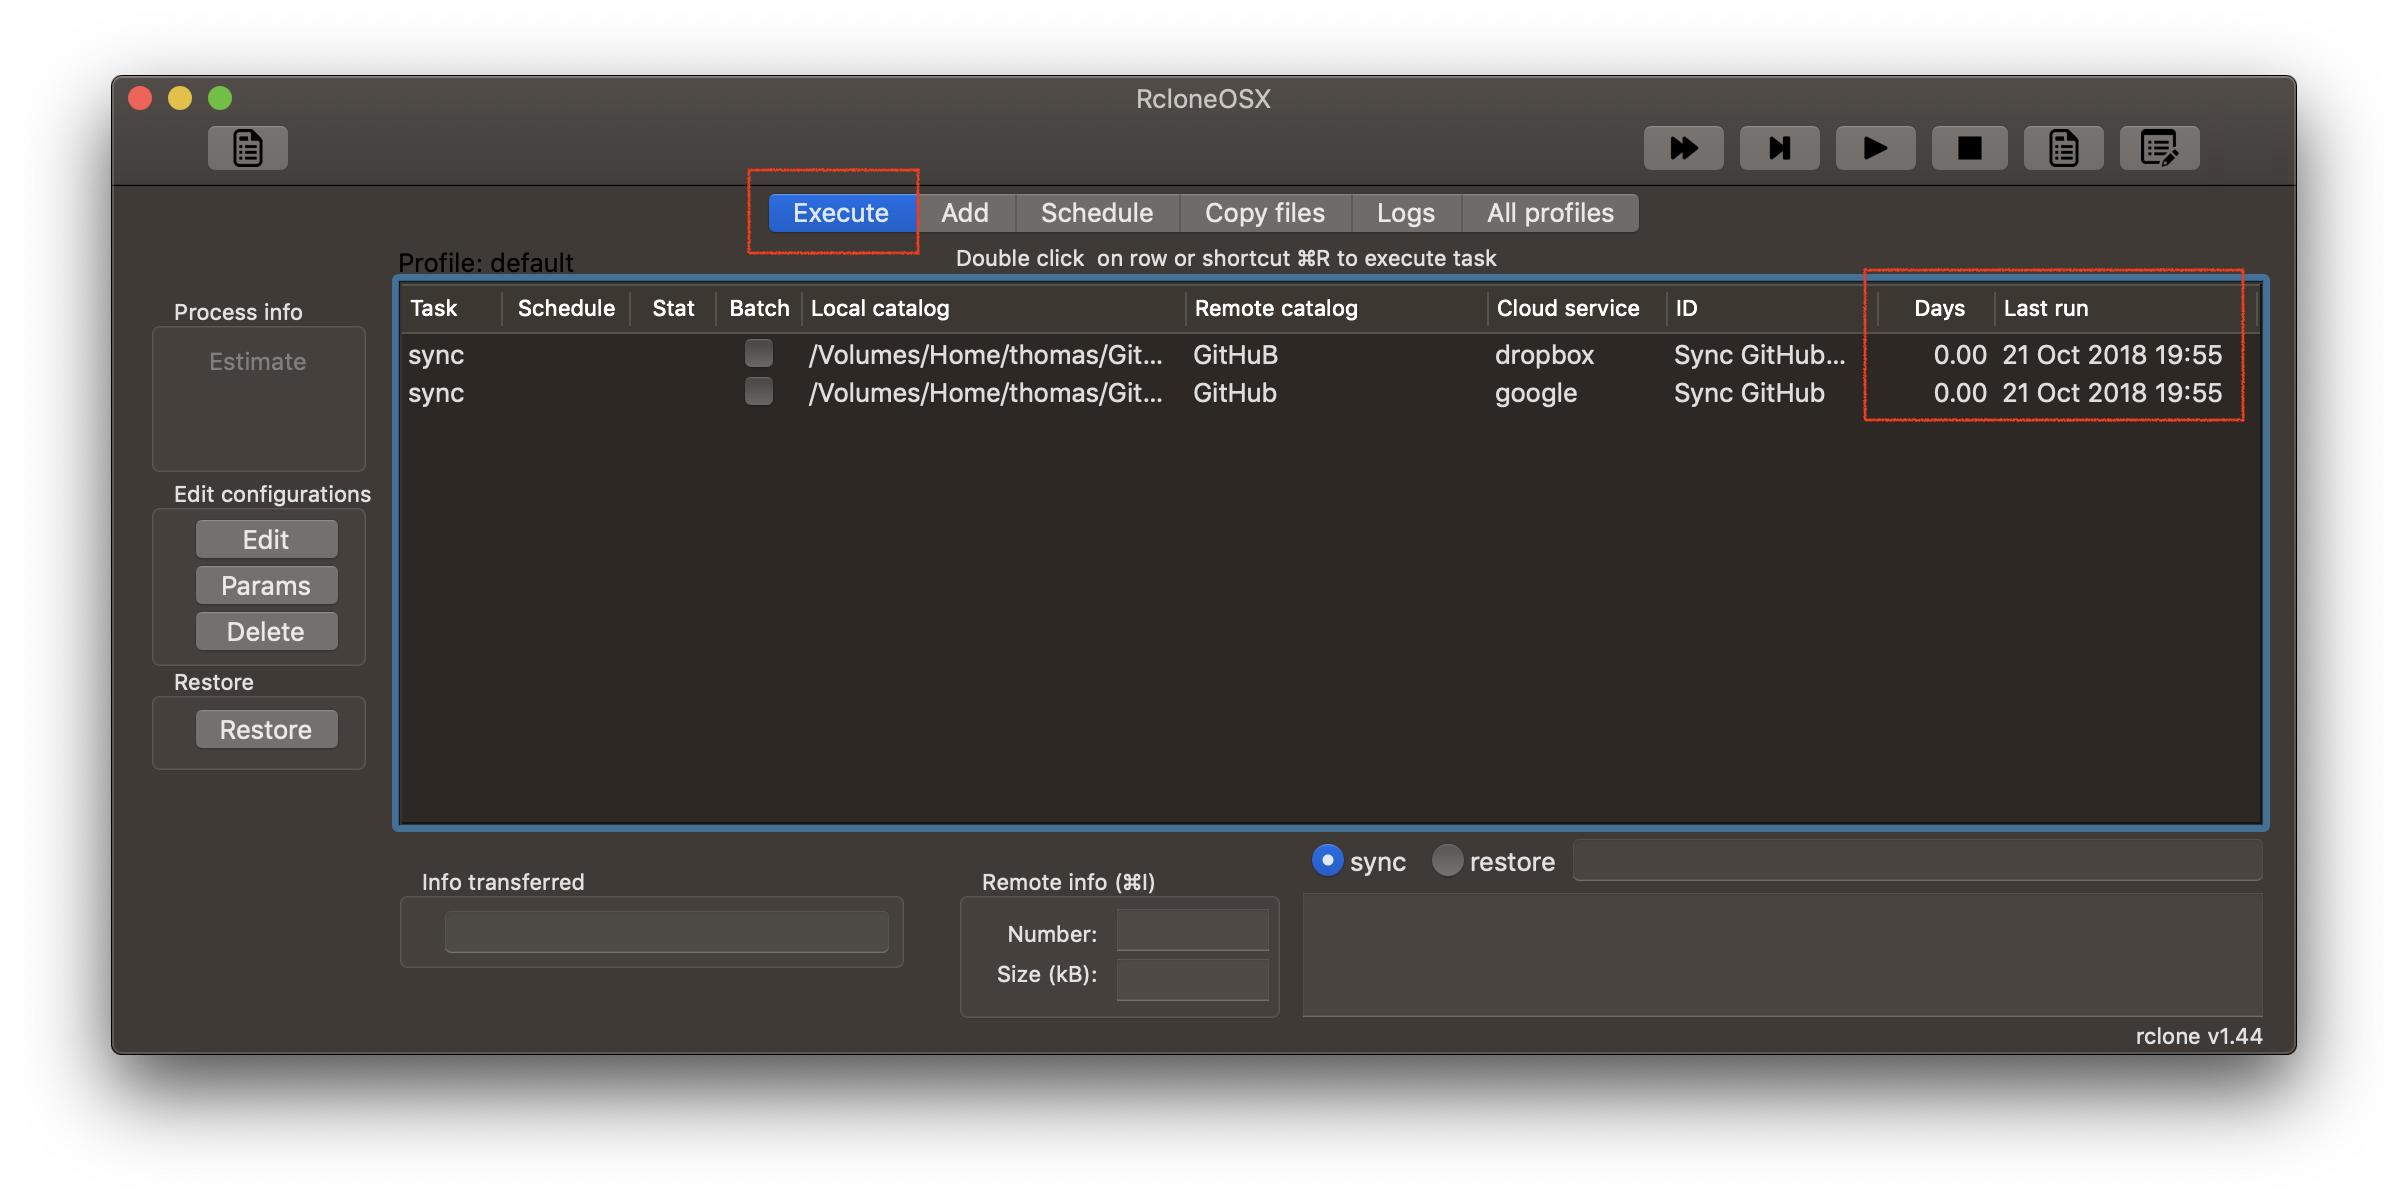 RcloneOSX
Execute Add Schedule Copy files Logs All profiles
Profile: default
Double click  on row or shortcut ⌘R to execute task
Process info
Estimate
Edit configurations
Edit
Params
Delete
Restore
Restore
Task Schedule Stat Batch Local catalog Remote catalog Cloud service ID Days Last run
sync /Volumes/Home/thomas/Git... GitHuB dropbox Sync GitHub... 0.00 21 Oct 2018 19:55
sync /Volumes/Home/thomas/Git... GitHub google Sync GitHub 0.00 21 Oct 2018 19:55
sync restore
Info transferred
Remote info (⌘I)
Number:
Size (kB):
rclone v1.44